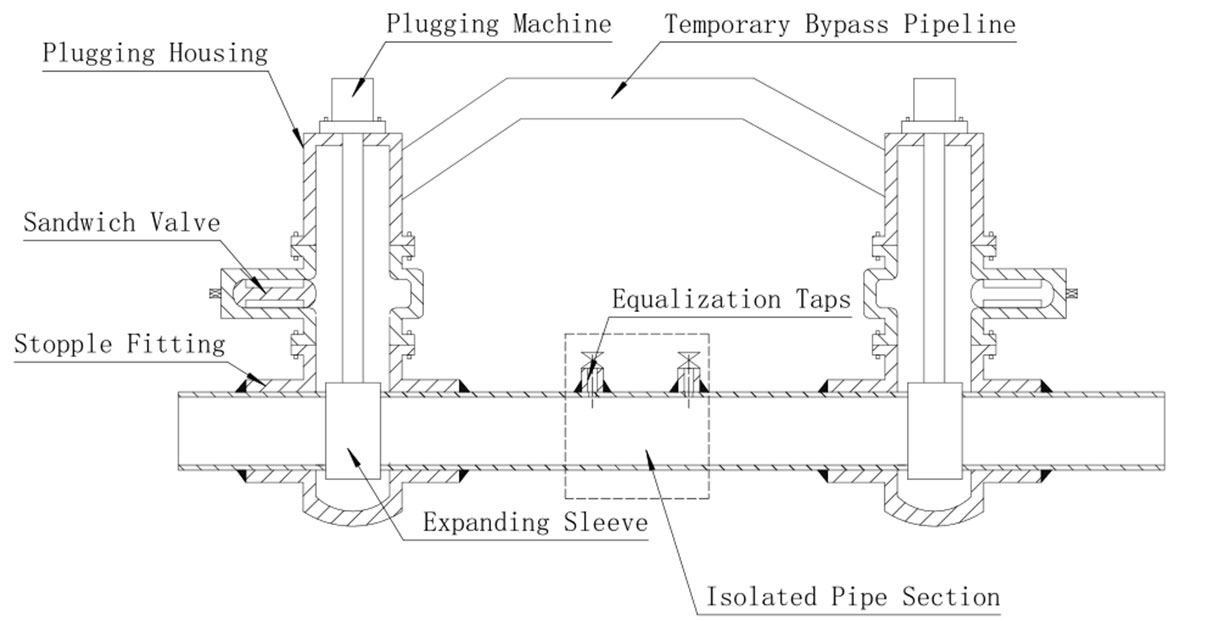 Plugging Machine
Temporary Bypass Pipeline
Plugging Housing
Sandwich Valve
Equalization Taps
Stopple Fitting
Expanding Sleeve
Isolated Pipe Section